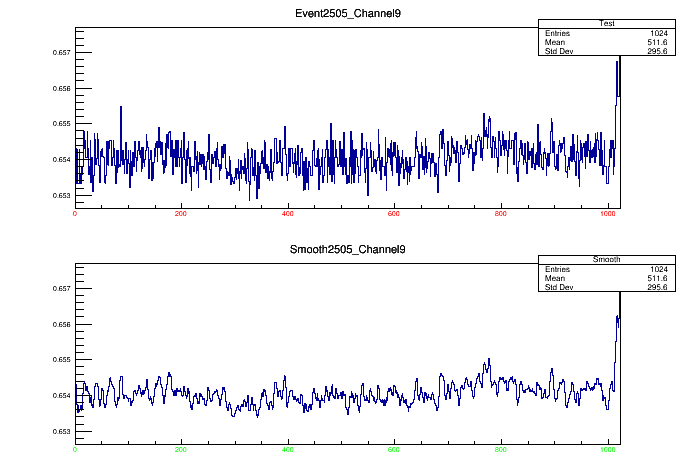 Event2505_Channel9
Test
Entries 1024
Mean 511.6
Std Dev 295.6
0.657
0.656
0.655
0.654
0.653
0 200 400 600 800 1000
Smooth2505_Channel9
Smooth
Entries 1024
Mean 511.6
Std Dev 295.6
0.657
0.656
0.655
0.654
0.653
0 200 400 600 800 1000